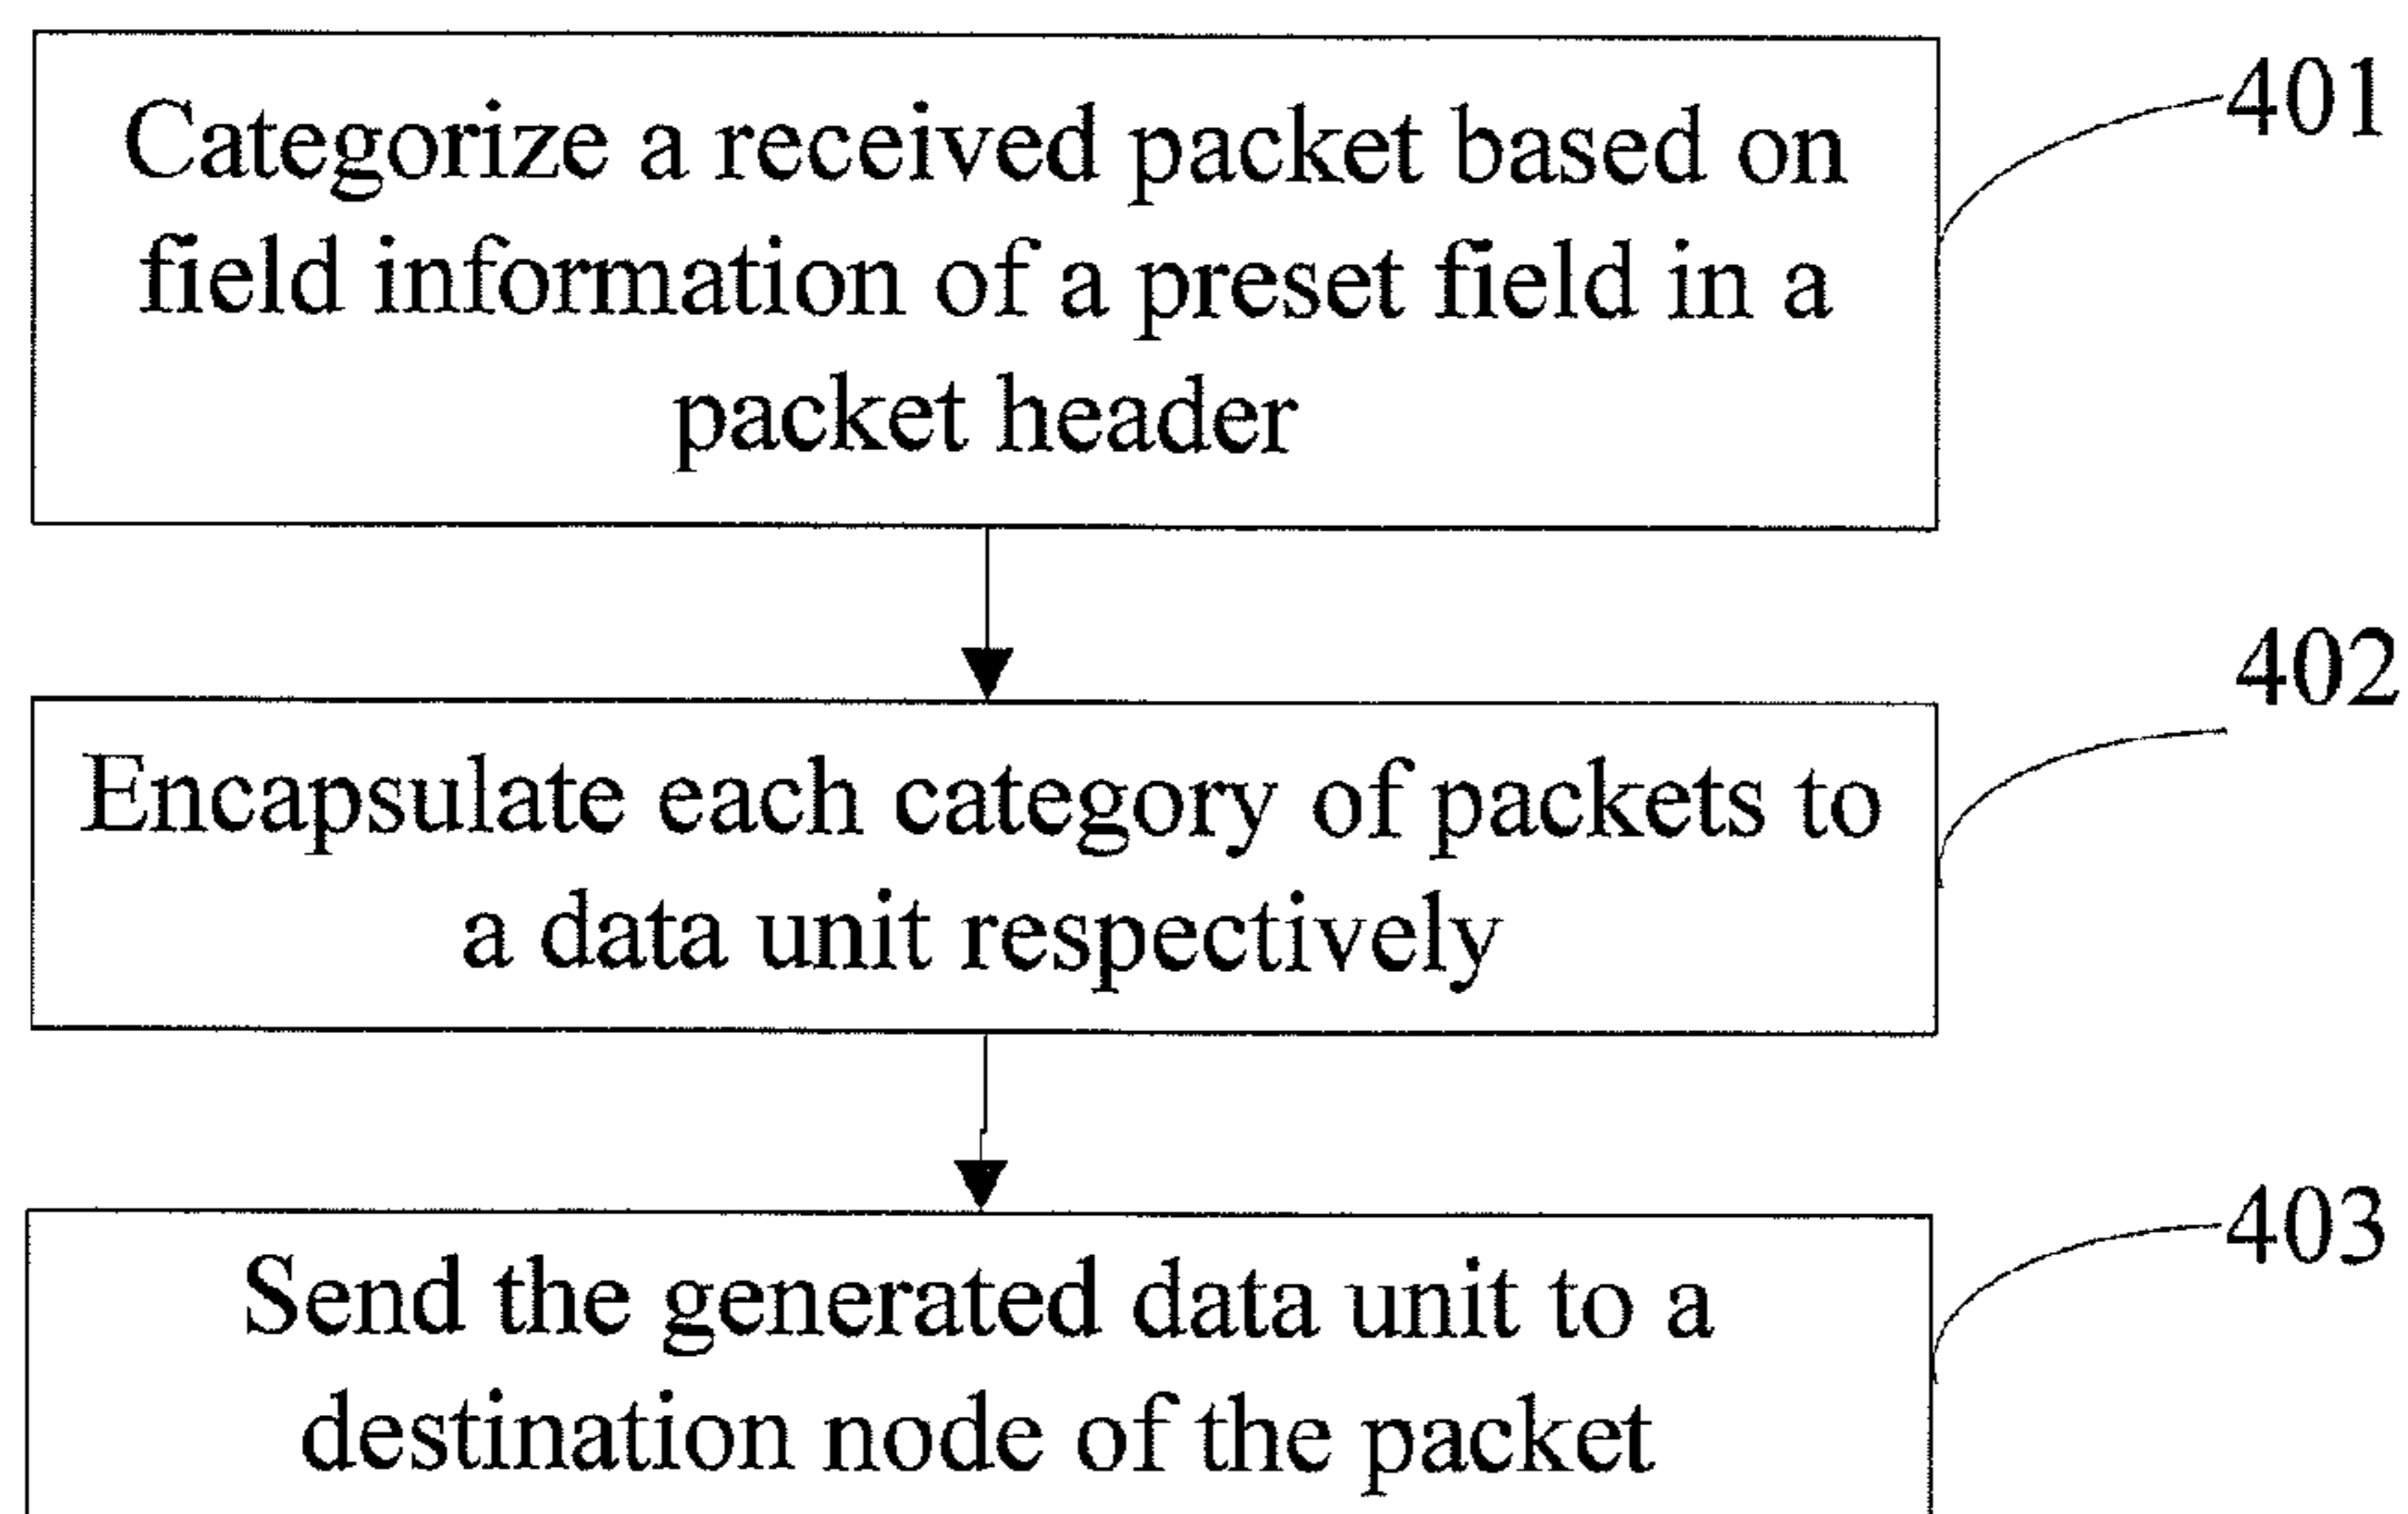 Categorize a received packet based on
field information of a preset field in a
packet header
401
Encapsulate each category of packets to
a data unit respectively
402
Send the generated data unit to a
destination node of the packet
403